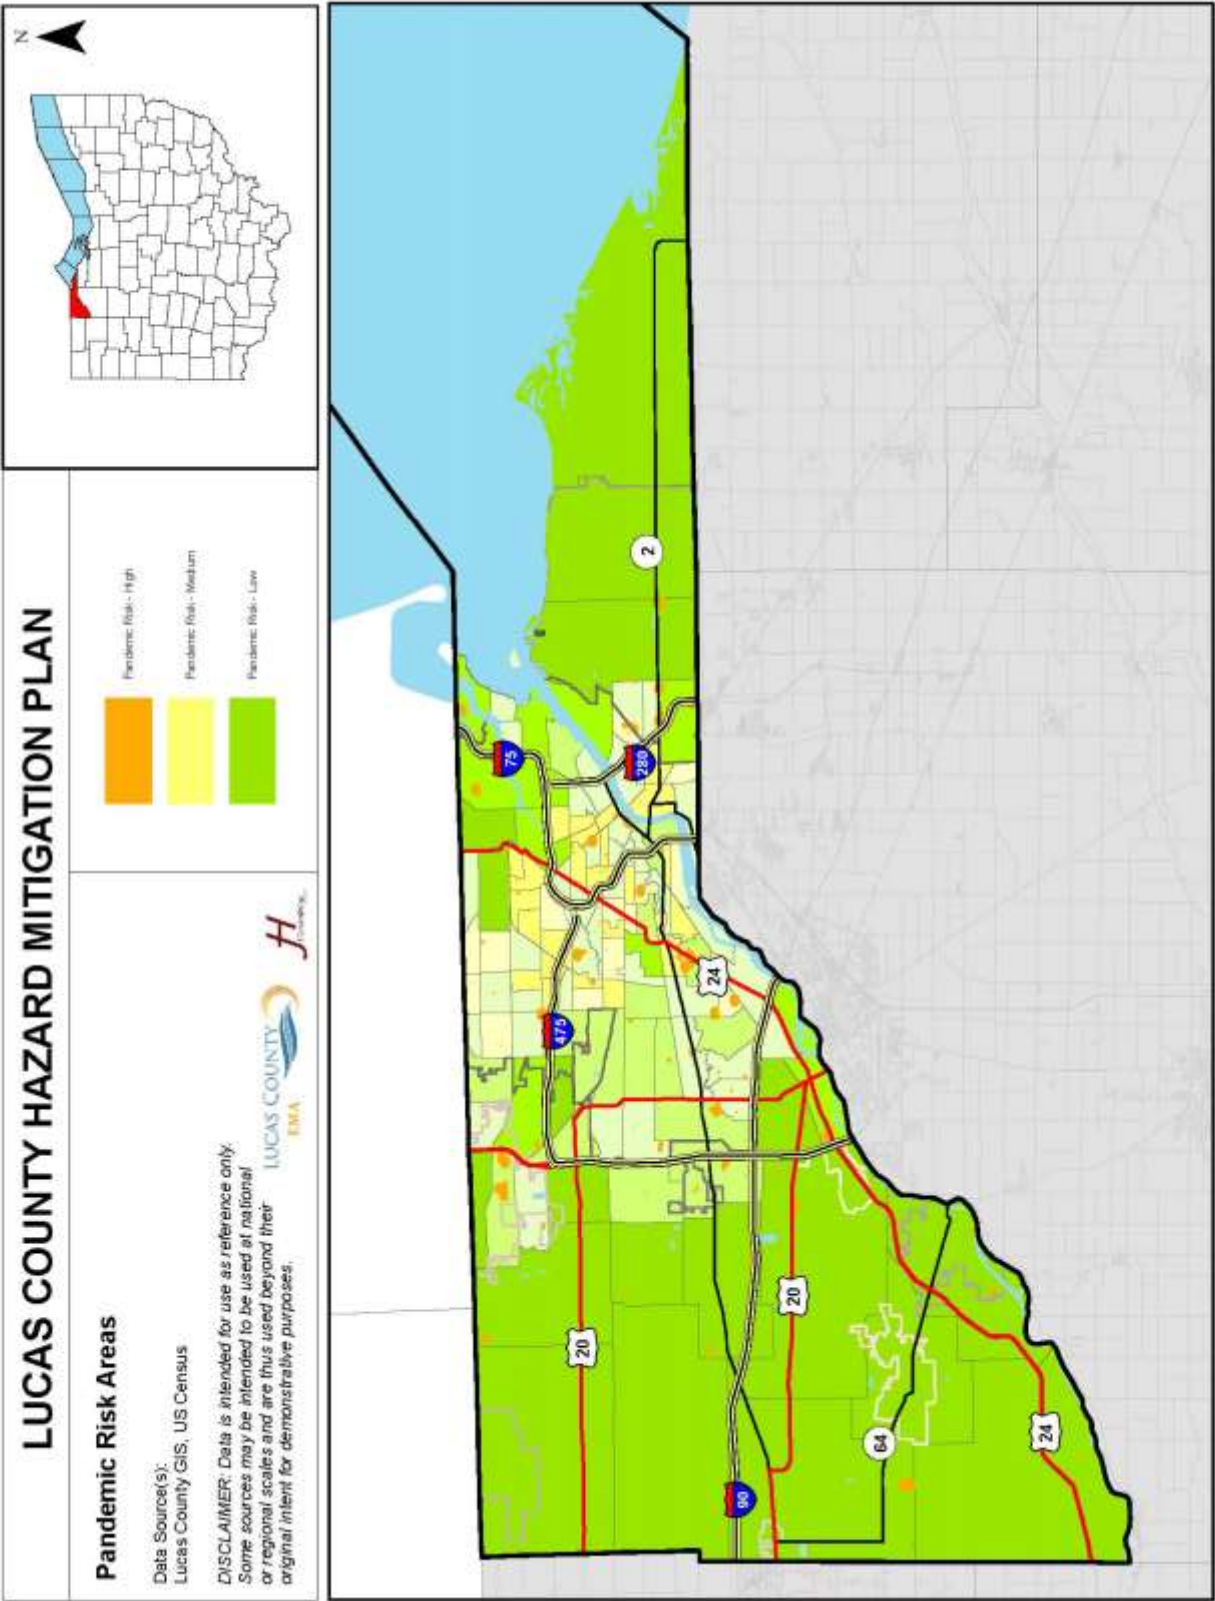 LUCAS COUNTY HAZARD MITIGATION PLAN
Pandemic Risk Areas
Data Source(s):
Lucas County GIS, US Census
DISCLAIMER: Data is intended for use as reference only.
Some sources may be intended to be used at national
or regional scales and are thus used beyond their
original intent for demonstrative purposes.
LUCAS COUNTY
EMA
JH
Pandemic Risk - High
Pandemic Risk - Medium
Pandemic Risk - Low
N
75
280
2
475
24
20
20
90
64
24